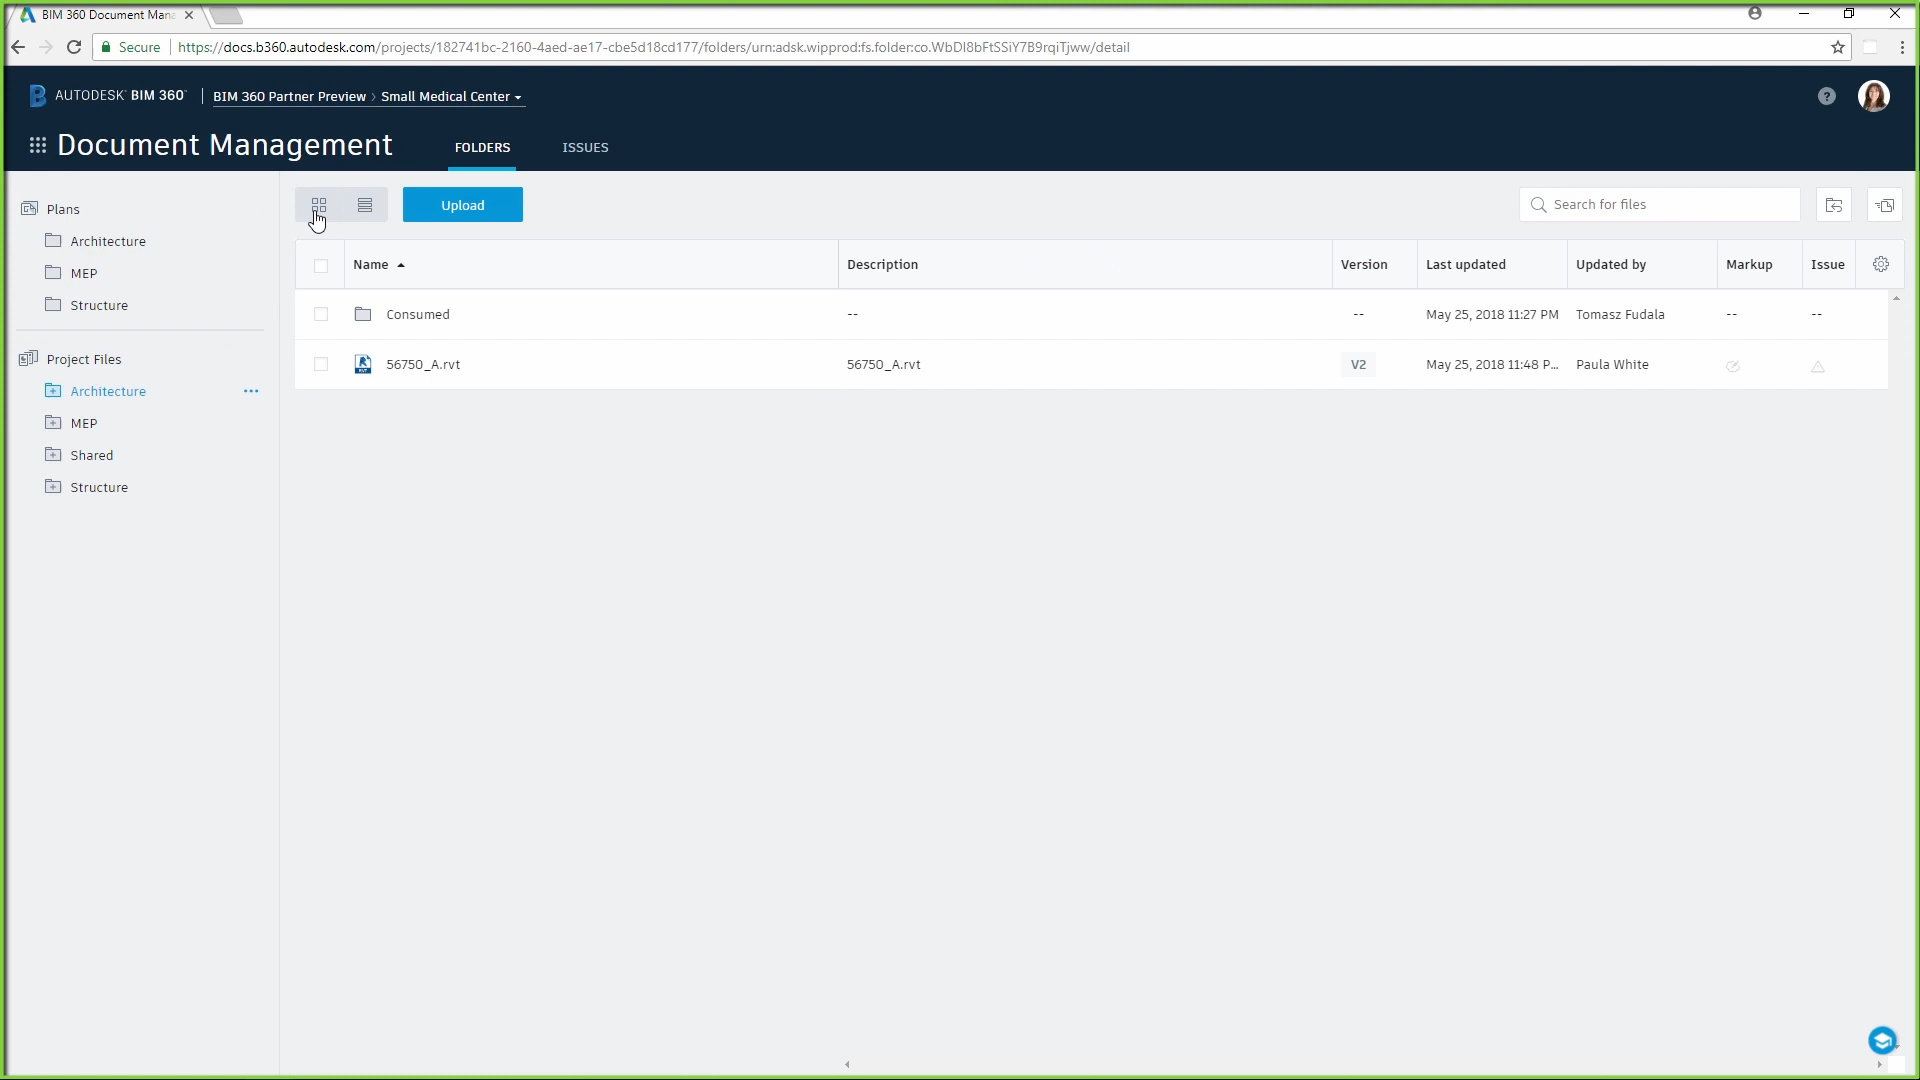 BIM 360 Document Mana
Secure https://docs.b360.autodesk.com/projects/182741bc-2160-4aed-ae17-cbe5d18cd177/folders/urn:adsk.wipprod:fs.folder:co.WbDI8bFtSSiY7B9rqiTjww/detail
AUTODESK BIM 360 BIM 360 Partner Preview > Small Medical Center
Document Management FOLDERS ISSUES
Plans
Architecture
MEP
Structure
Project Files
Architecture
MEP
Shared
Structure
Upload Search for files
Name Description Version Last updated Updated by Markup Issue
Consumed -- -- May 25, 2018 11:27 PM Tomasz Fudala -- --
56750_A.rvt 56750_A.rvt V2 May 25, 2018 11:48 P... Paula White